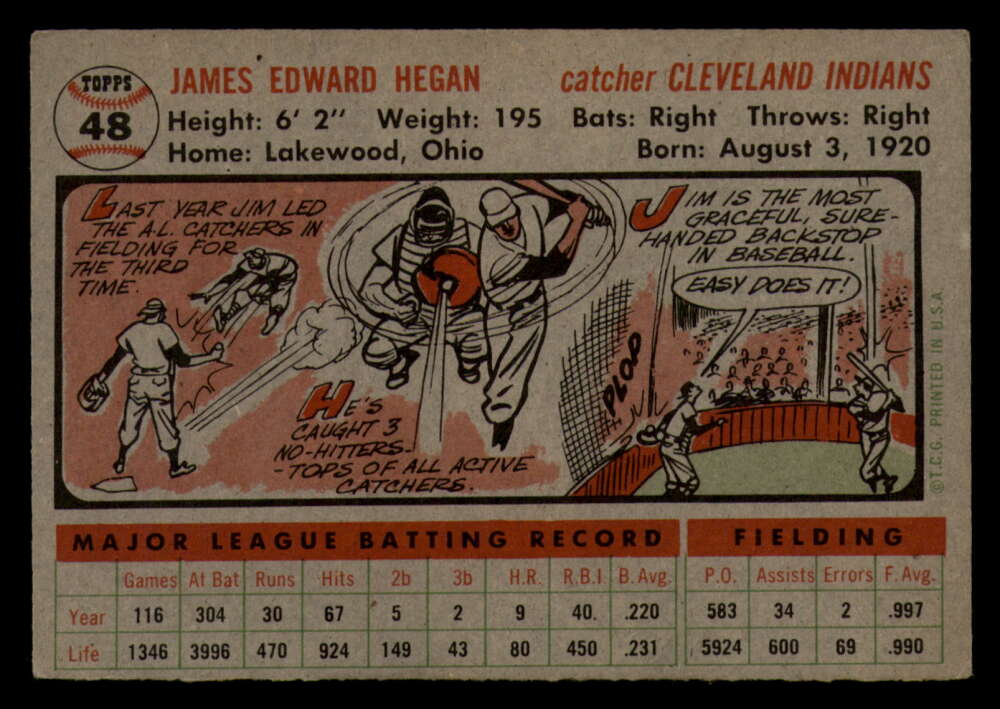 TOPPS
48
JAMES EDWARD HEGAN
catcher CLEVELAND INDIANS
Height: 6' 2" Weight: 195 Bats: Right Throws: Right
Home: Lakewood, Ohio
Born: August 3, 1920
LAST YEAR JIM LED
THE A.L. CATCHERS IN
FIELDING FOR
THE THIRD
TIME.
HE'S
CAUGHT 3
NO-HITTERS-
-TOPS OF ALL ACTIVE
CATCHERS.
JIM IS THE MOST
GRACEFUL, SURE-
HANDED BACKSTOP
IN BASEBALL.
EASY DOES IT!
PLOP
©T.C.G. PRINTED IN U.S.A.
MAJOR LEAGUE BATTING RECORD
FIELDING
Games At Bat Runs Hits 2b 3b H.R. R.B.I B. Avg. P.O. Assists Errors F. Avg.
Year 116 304 30 67 5 2 9 40. .220 583 34 2 .997
Life 1346 3996 470 924 149 43 80 450 .231 5924 600 69 .990